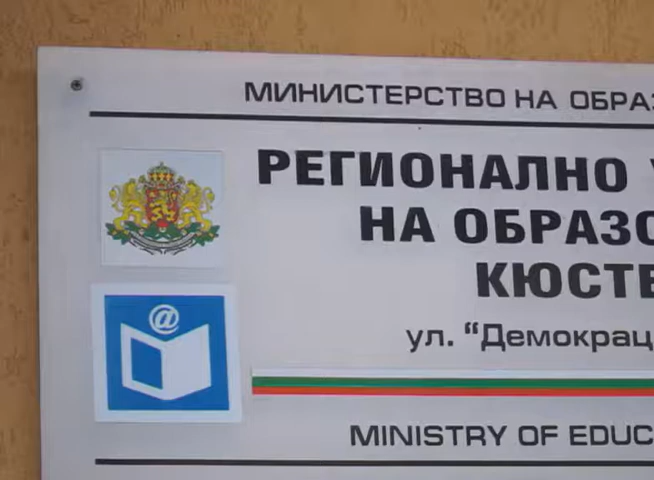 МИНИСТЕРСТВО НА ОБРАЗ
РЕГИОНАЛНО
НА ОБРАЗО
КЮСТЕ
ул. “Демокрац
@
MINISTRY OF EDUC